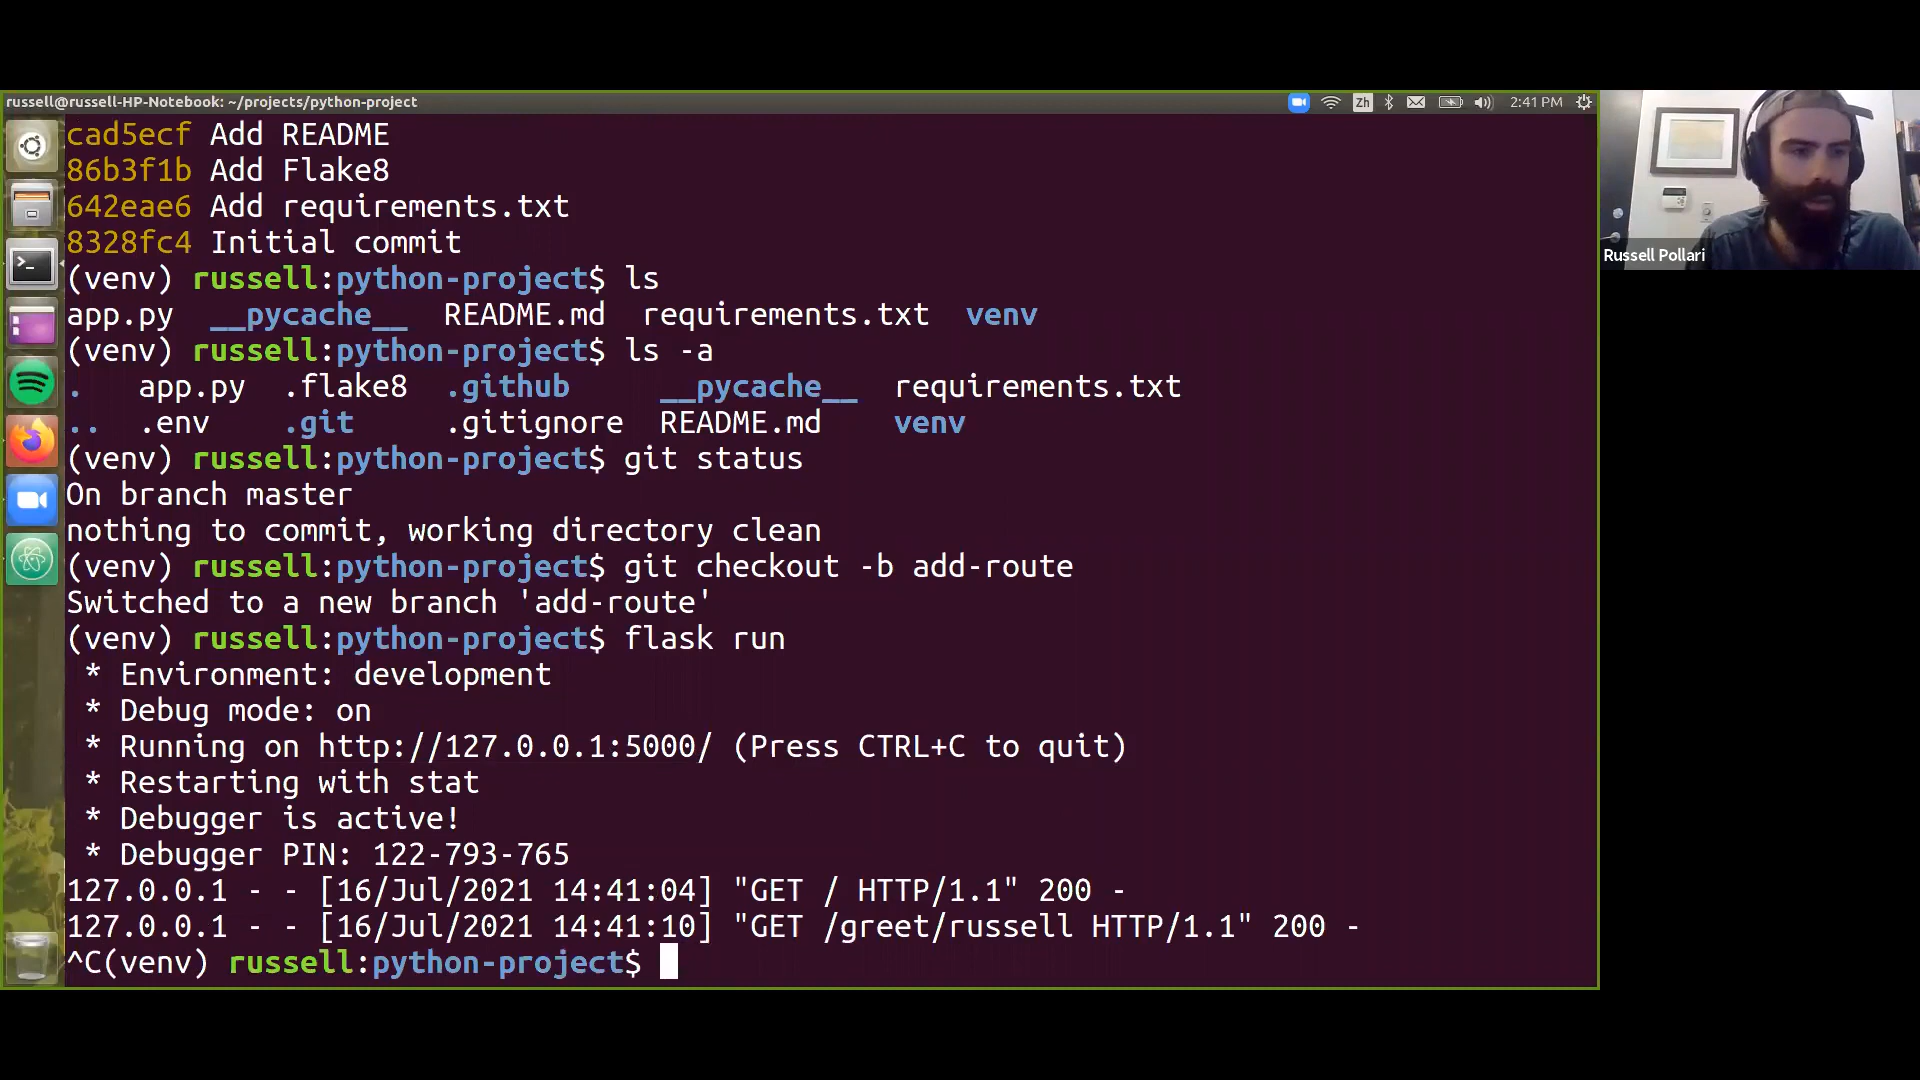 russell@russell-HP-Notebook: ~/projects/python-project
Zh
2:41 PM
cad5ecf Add README
86b3f1b Add Flake8
642eae6 Add requirements.txt
8328fc4 Initial commit
(venv) russell:python-project$ ls
app.py __pycache__ README.md requirements.txt venv
(venv) russell:python-project$ ls -a
. app.py .flake8 .github __pycache__ requirements.txt
.. .env .git .gitignore README.md venv
(venv) russell:python-project$ git status
On branch master
nothing to commit, working directory clean
(venv) russell:python-project$ git checkout -b add-route
Switched to a new branch 'add-route'
(venv) russell:python-project$ flask run
* Environment: development
* Debug mode: on
* Running on http://127.0.0.1:5000/ (Press CTRL+C to quit)
* Restarting with stat
* Debugger is active!
* Debugger PIN: 122-793-765
127.0.0.1 - - [16/Jul/2021 14:41:04] "GET / HTTP/1.1" 200 -
127.0.0.1 - - [16/Jul/2021 14:41:10] "GET /greet/russell HTTP/1.1" 200 -
^C(venv) russell:python-project$
Russell Pollari